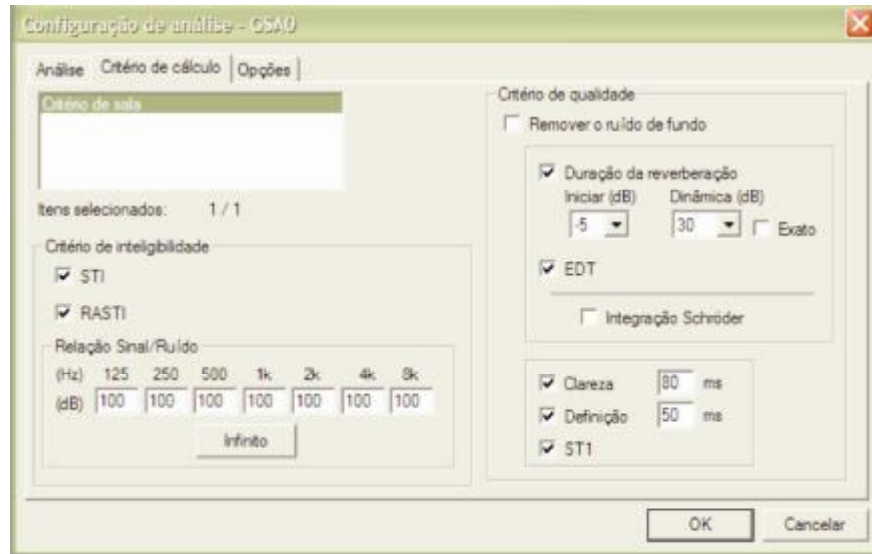 Configuração de análise - GSAU
Análise Critério de cálculo Opções
Critério de sala
Itens selecionados: 1 / 1
Critério de inteligibilidade
STI
RASTI
Relação Sinal/Ruído
(Hz) 125 250 500 1k 2k 4k 8k
(dB) 100 100 100 100 100 100 100
Infinito
Critério de qualidade
Remover o ruído de fundo
Duração da reverberação
Iniciar (dB) Dinâmica (dB)
-5 30 Exato
EDT
Integração Schröder
Clareza 80 ms
Definição 50 ms
ST1
OK Cancelar